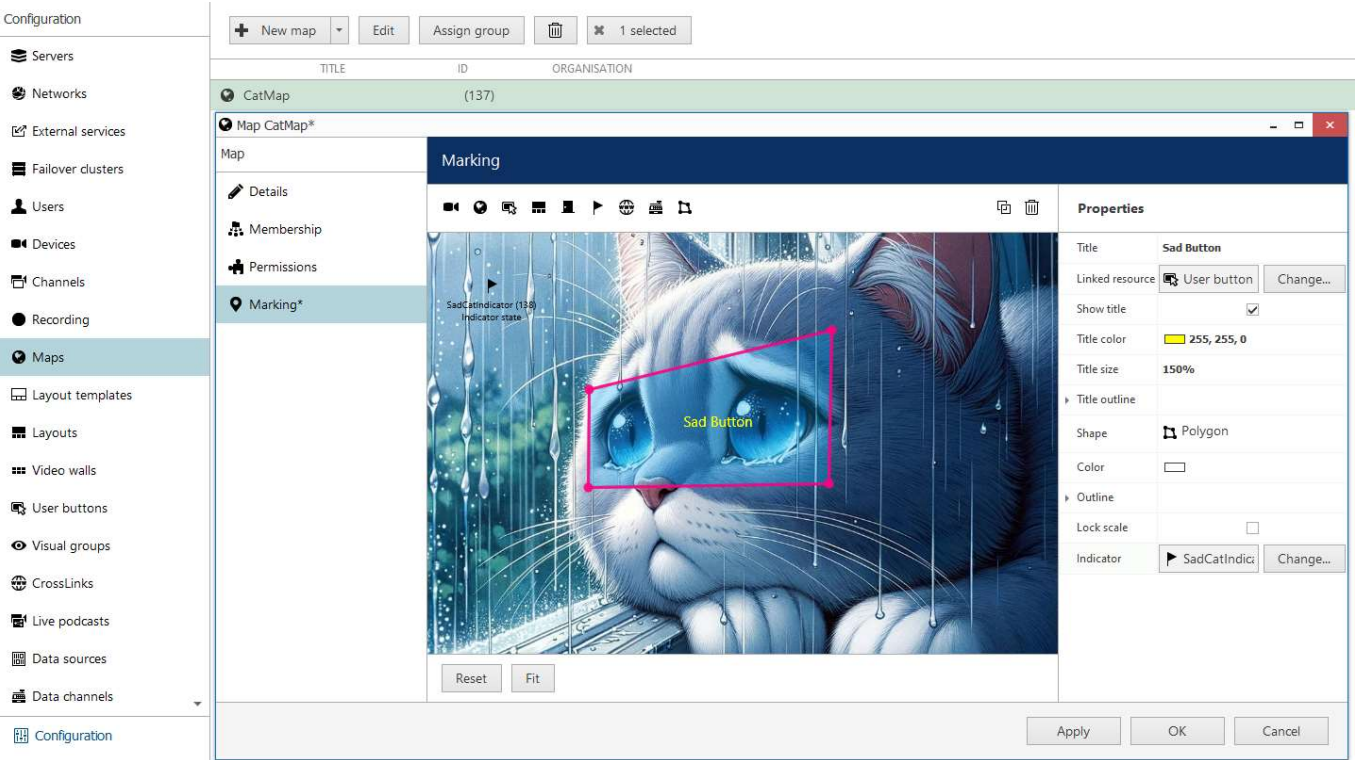 Configuration
Servers
Networks
External services
Failover clusters
Users
Devices
Channels
Recording
Maps
Layout templates
Layouts
Video walls
User buttons
Visual groups
CrossLinks
Live podcasts
Data sources
Data channels
Configuration
New map
Edit
Assign group
1 selected
TITLE ID ORGANISATION
CatMap (137)
Map CatMap*
Map
Details
Membership
Permissions
Marking*
Marking
SadCatIndicator (138)
Indicator state
Sad Button
Reset
Fit
Properties
Title Sad Button
Linked resource User button Change...
Show title
Title color 255, 255, 0
Title size 150%
Title outline
Shape Polygon
Color
Outline
Lock scale
Indicator SadCatIndica Change...
Apply
OK
Cancel